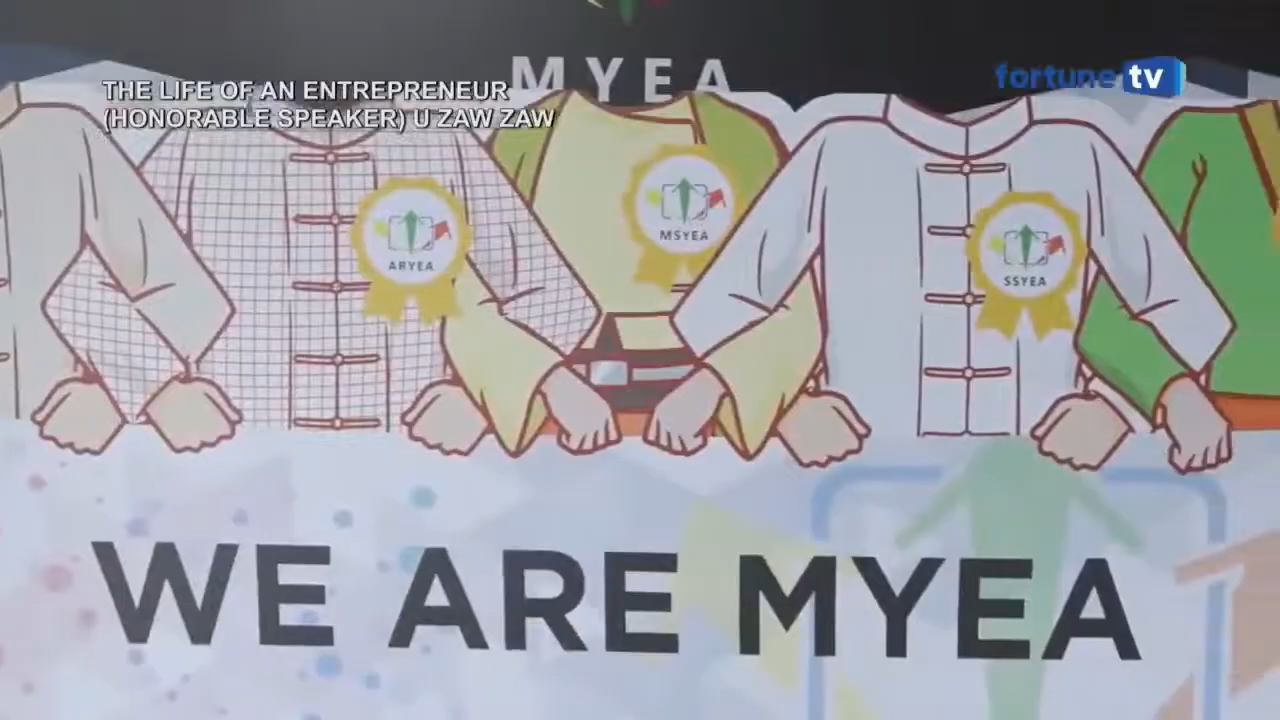 MYEA
fortune tv
THE LIFE OF AN ENTREPRENEUR
(HONORABLE SPEAKER) U ZAW ZAW
ARYEA
MSYEA
SSYEA
WE ARE MYEA